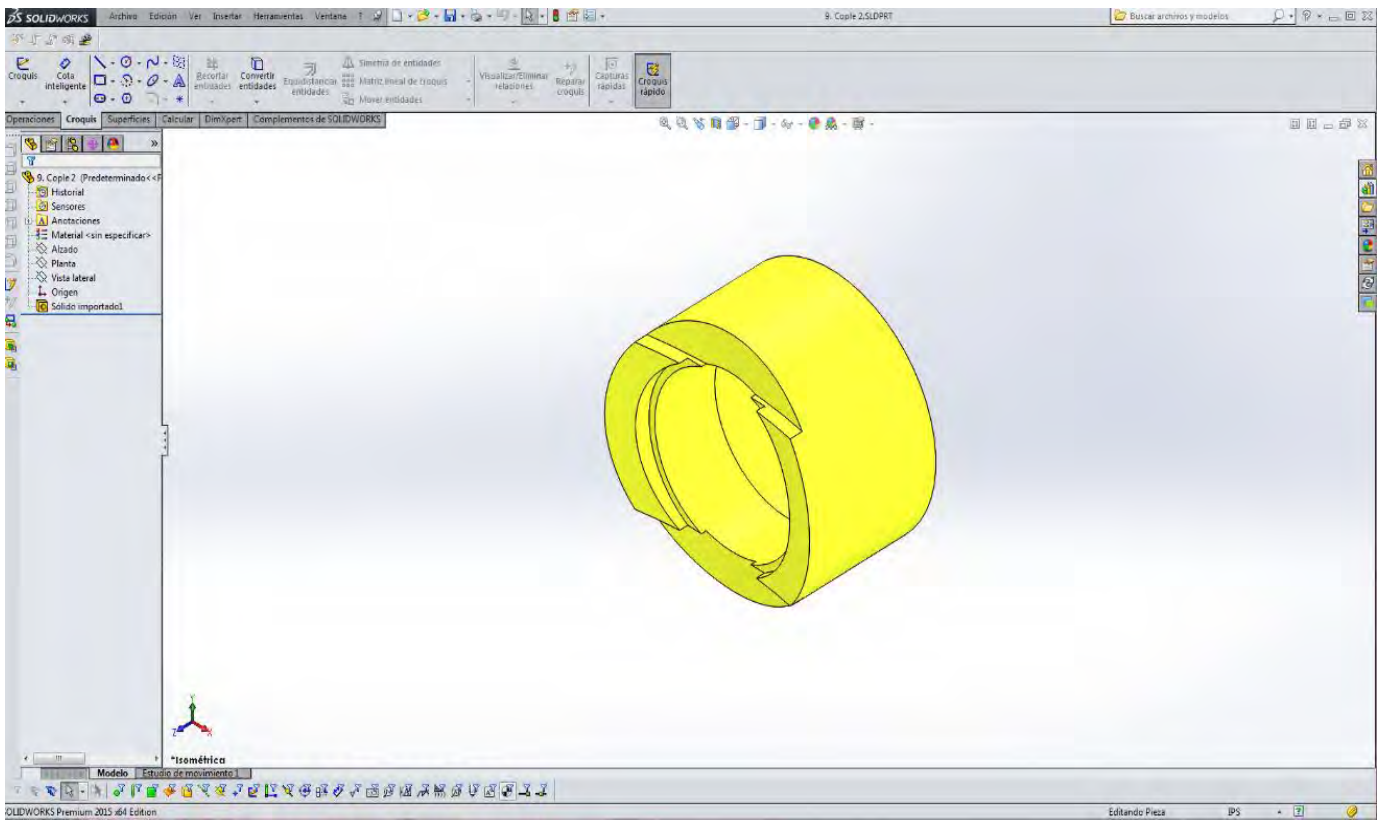 SOLIDWORKS Archivo Edición Ver Insertar Herramientas Ventana ? 9. Cople 2.SLDPRT Buscar archivos y modelos
Croquis Cota inteligente Recortar entidades Convertir entidades Equidistanciar entidades Simetría de entidades Visualizar/Eliminar relaciones Reparar croquis Capturas rápidas Croquis rápido
Matriz lineal de croquis
Mover entidades
Operaciones Croquis Superficies Calcular DimXpert Complementos de SOLIDWORKS
9. Cople 2 (Predeterminado<<F
Historial
Sensores
Anotaciones
Material <sin especificar>
Alzado
Planta
Vista lateral
Origen
Sólido importado1
Y
Z X
*Isométrica
Modelo Estudio de movimiento 1
OLIDWORKS Premium 2015 x64 Edition Editando Pieza IPS